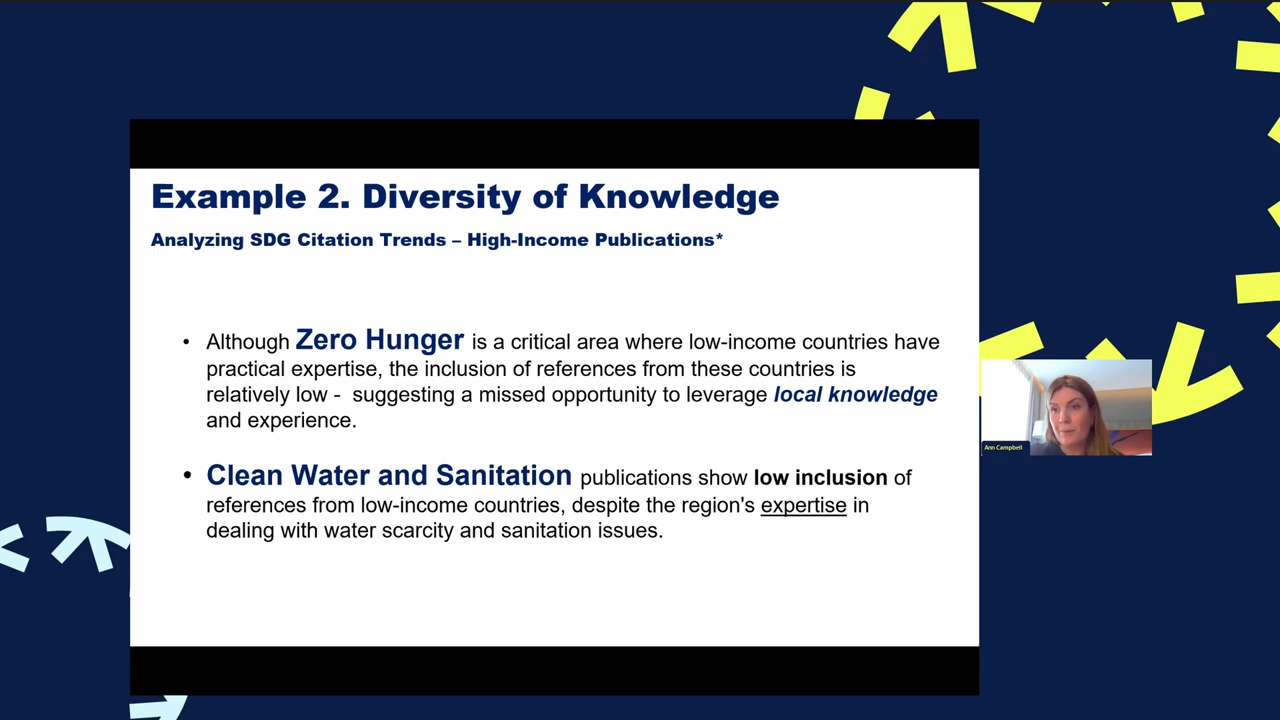 Example 2. Diversity of Knowledge
Analyzing SDG Citation Trends – High-Income Publications*
• Although Zero Hunger is a critical area where low-income countries have
practical expertise, the inclusion of references from these countries is
relatively low -  suggesting a missed opportunity to leverage local knowledge
and experience.
• Clean Water and Sanitation publications show low inclusion of
references from low-income countries, despite the region's expertise in
dealing with water scarcity and sanitation issues.
Ann Campbell